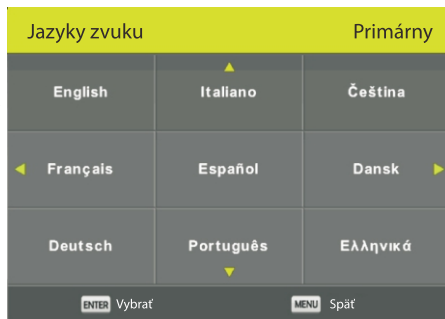 Jazyky zvuku Primárny
English Italiano Čeština
Français Español Dansk
Deutsch Português Ελληνικά
ENTER Vybrať MENU Späť